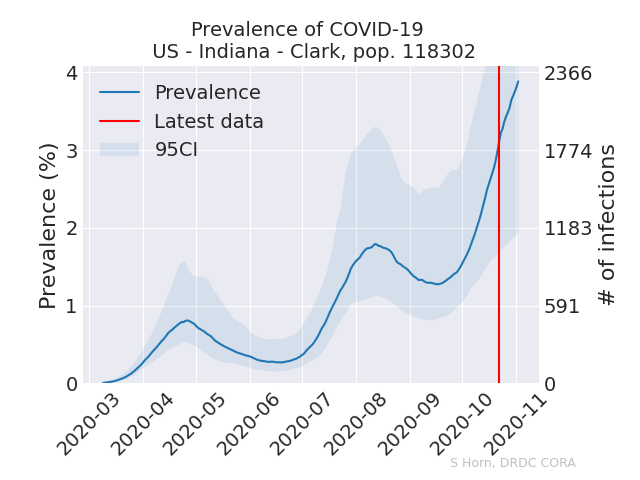 Prevalence of COVID-19
US - Indiana - Clark, pop. 118302
Prevalence
Latest data
95CI
Prevalence (%)
4
3
2
1
0
2366
1774
1183
591
0
# of infections
2020-03
2020-04
2020-05
2020-06
2020-07
2020-08
2020-09
2020-10
2020-11
S Horn, DRDC CORA